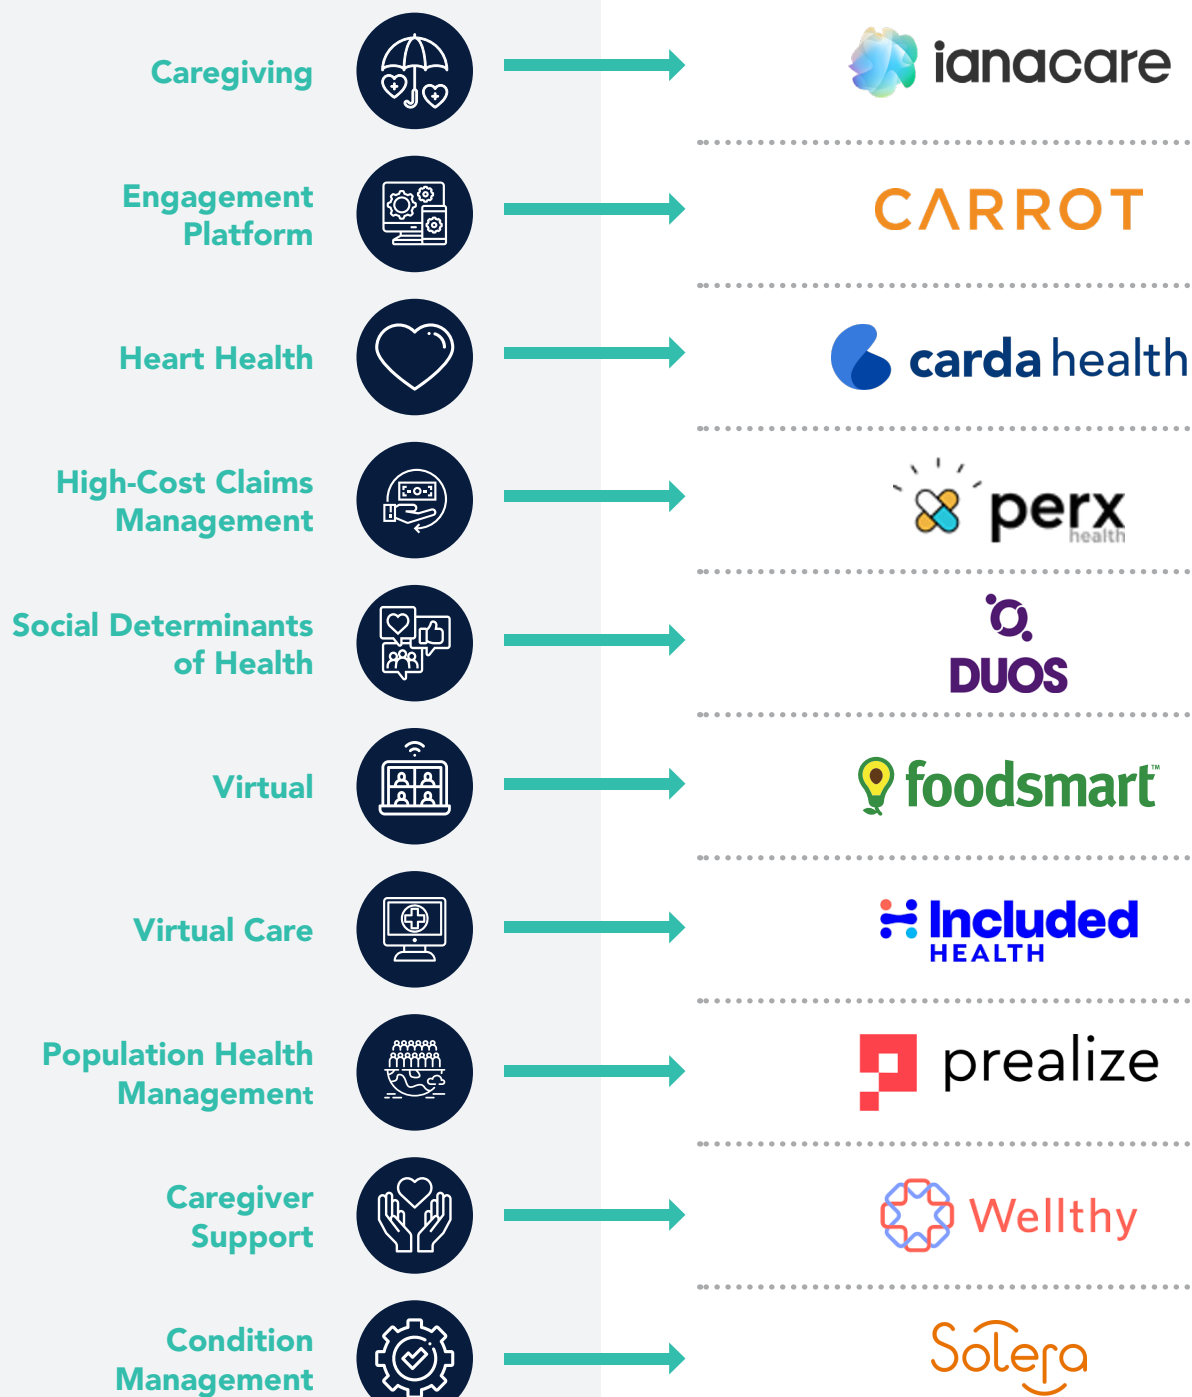 Caregiving
ianacare
Engagement
Platform
CARROT
Heart Health
carda health
High-Cost Claims
Management
perx
health
Social Determinants
of Health
DUOS
Virtual
foodsmart™
Virtual Care
Included
HEALTH
Population Health
Management
prealize
Caregiver
Support
Wellthy
Condition
Management
Solera